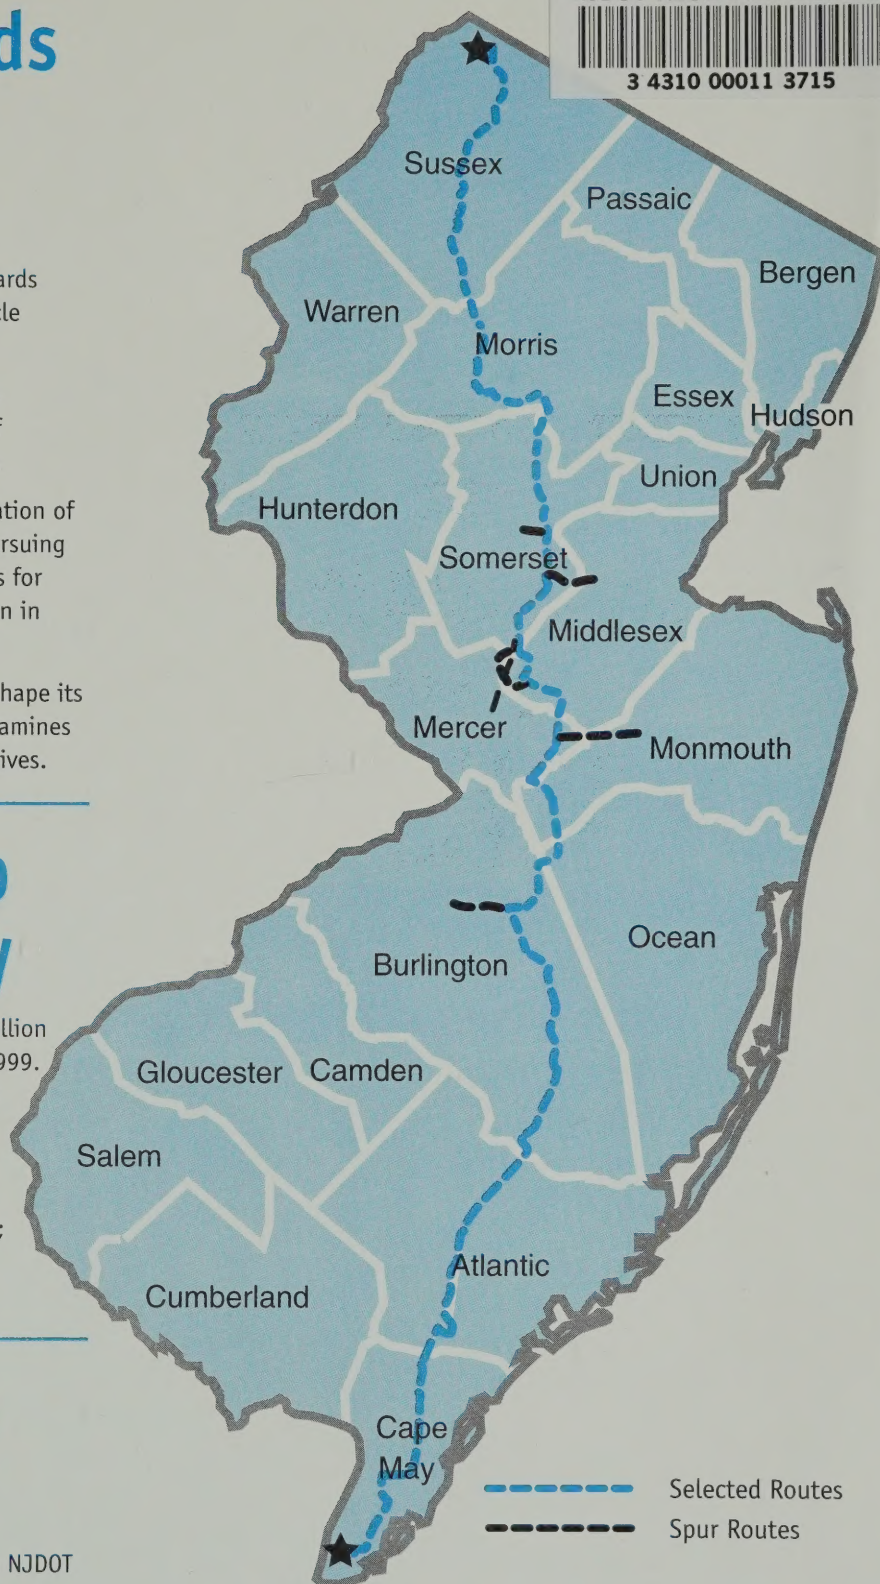 ds
3 4310 00011 3715
ards
cle
ation of
rsuing
s for
n in
hape its
amines
ives.
llion
999.
NJDOT
Sussex
Passaic
Bergen
Warren
Morris
Essex
Hudson
Union
Hunterdon
Somerset
Middlesex
Mercer
Monmouth
Ocean
Burlington
Gloucester
Camden
Salem
Atlantic
Cumberland
Cape
May
Selected Routes
Spur Routes